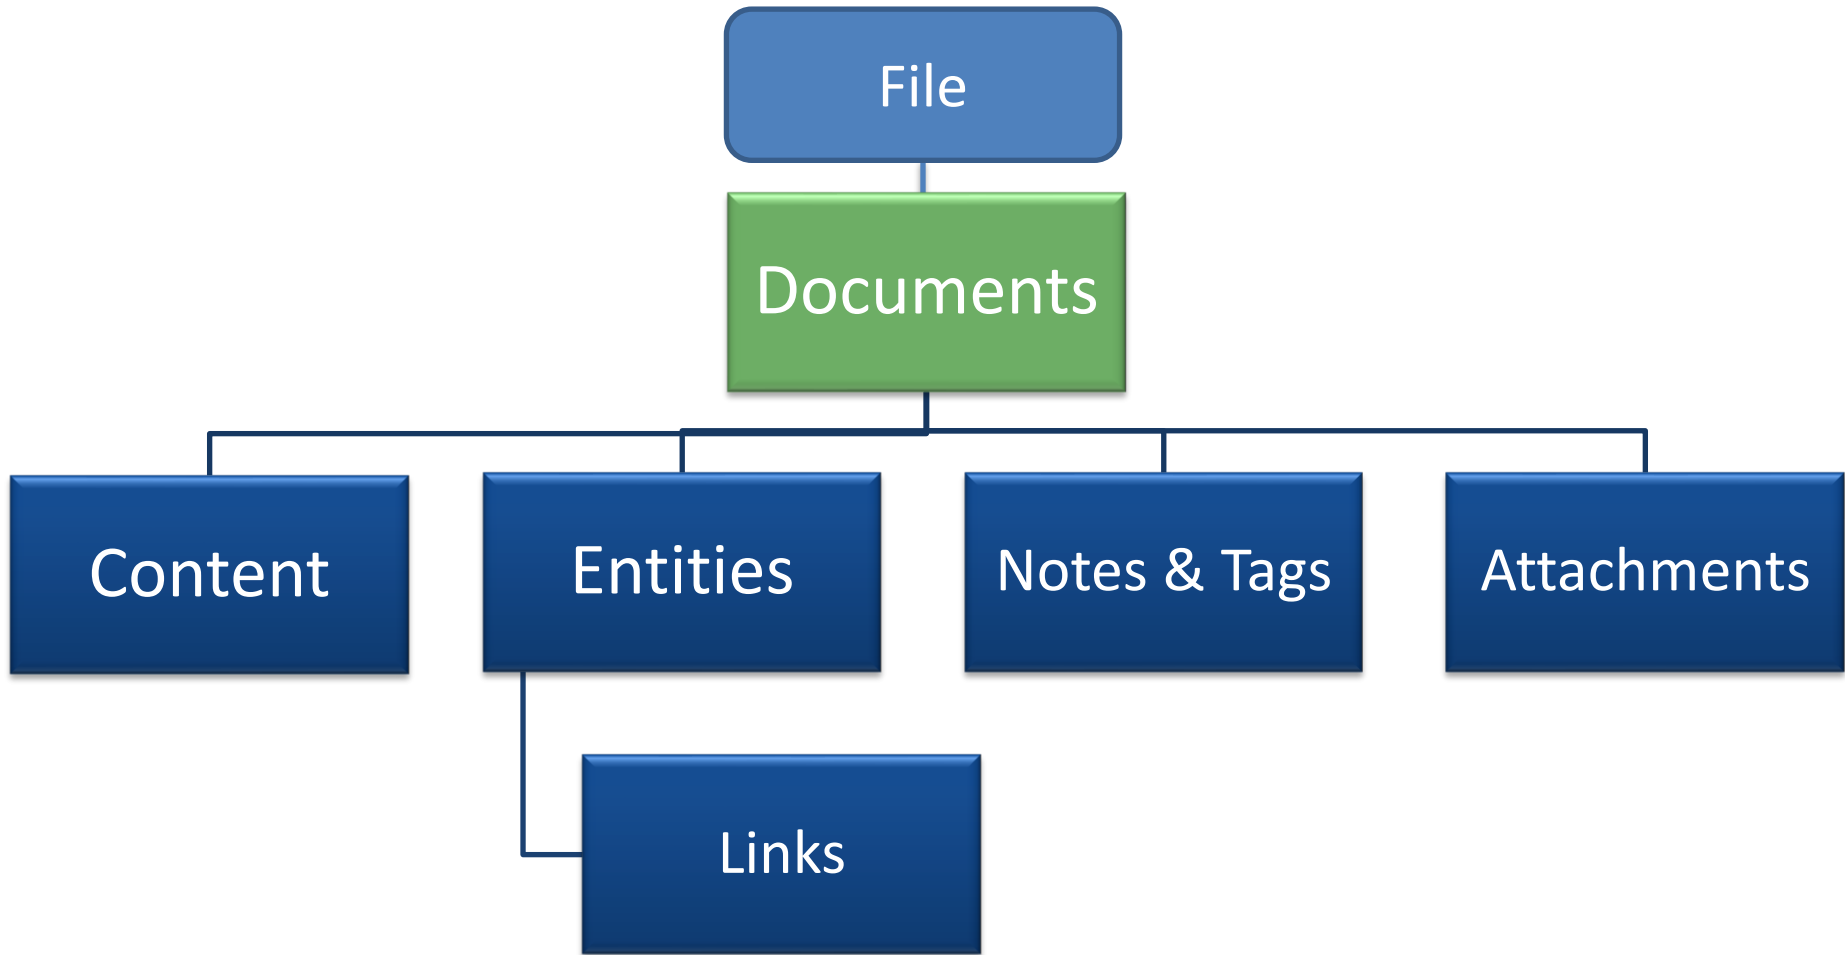 File
Documents
Content
Entities
Notes & Tags
Attachments
Links